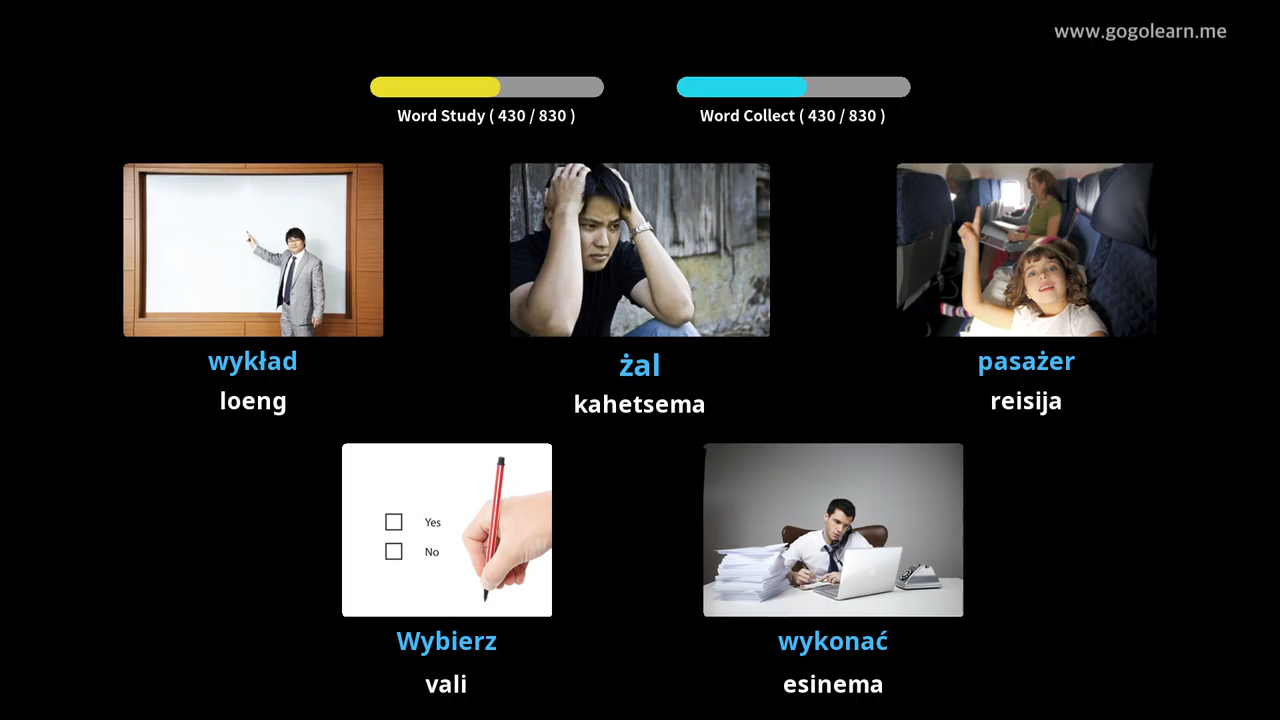 www.gogolearn.me
Word Study ( 430 / 830 )
Word Collect ( 430 / 830 )
wykład
loeng
żal
kahetsema
pasażer
reisija
Yes
No
Wybierz
vali
wykonać
esinema